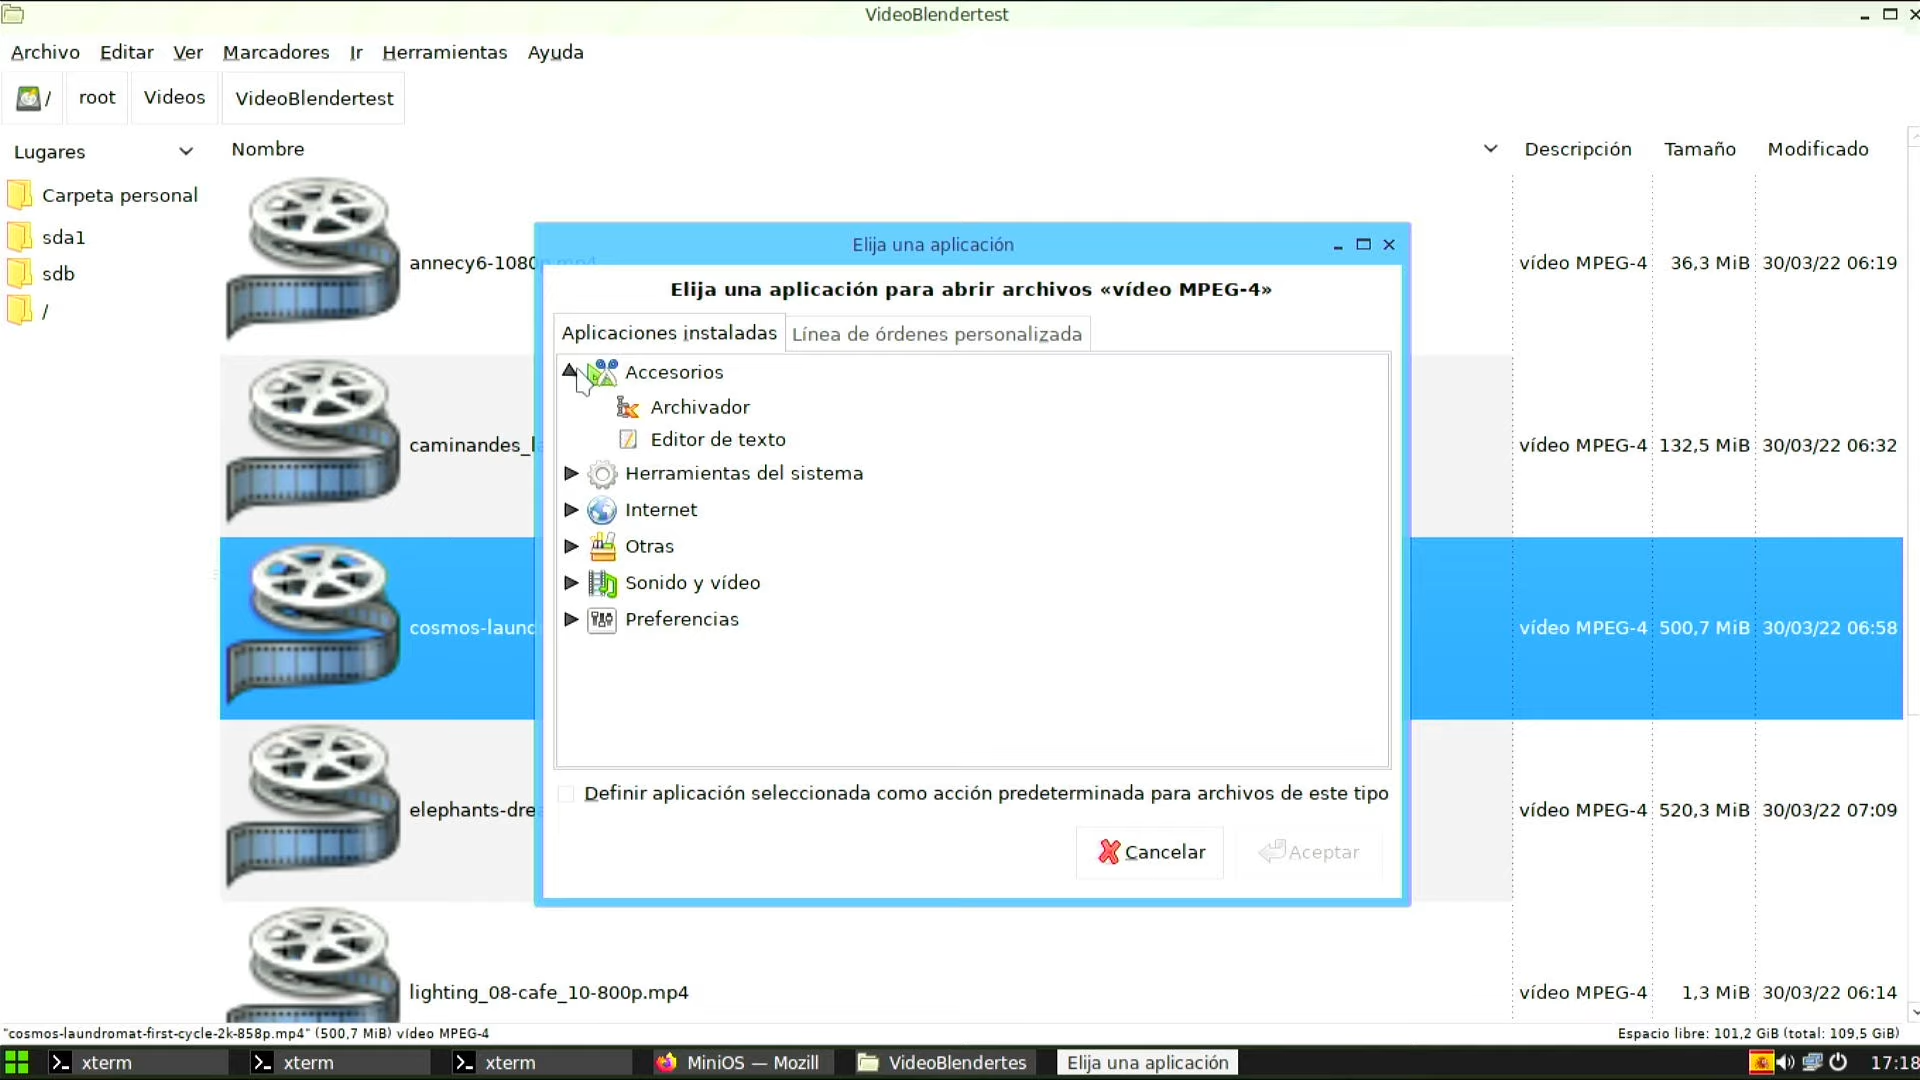 VideoBlendertest
Archivo Editar Ver Marcadores Ir Herramientas Ayuda
/ root Videos VideoBlendertest
Lugares
Nombre Descripción Tamaño Modificado
Carpeta personal
sda1
sdb
/
annecy6-1080p.mp4 vídeo MPEG-4 36,3 MiB 30/03/22 06:19
caminandes_l vídeo MPEG-4 132,5 MiB 30/03/22 06:32
cosmos-laund vídeo MPEG-4 500,7 MiB 30/03/22 06:58
elephants-drea vídeo MPEG-4 520,3 MiB 30/03/22 07:09
lighting_08-cafe_10-800p.mp4 vídeo MPEG-4 1,3 MiB 30/03/22 06:14
Elija una aplicación
Elija una aplicación para abrir archivos «vídeo MPEG-4»
Aplicaciones instaladas Línea de órdenes personalizada
Accesorios
Archivador
Editor de texto
Herramientas del sistema
Internet
Otras
Sonido y vídeo
Preferencias
Definir aplicación seleccionada como acción predeterminada para archivos de este tipo
Cancelar Aceptar
"cosmos-laundromat-first-cycle-2k-858p.mp4" (500,7 MiB) vídeo MPEG-4 Espacio libre: 101,2 GiB (total: 109,5 GiB)
xterm xterm xterm MiniOS — Mozill VideoBlendertes Elija una aplicación 17:18